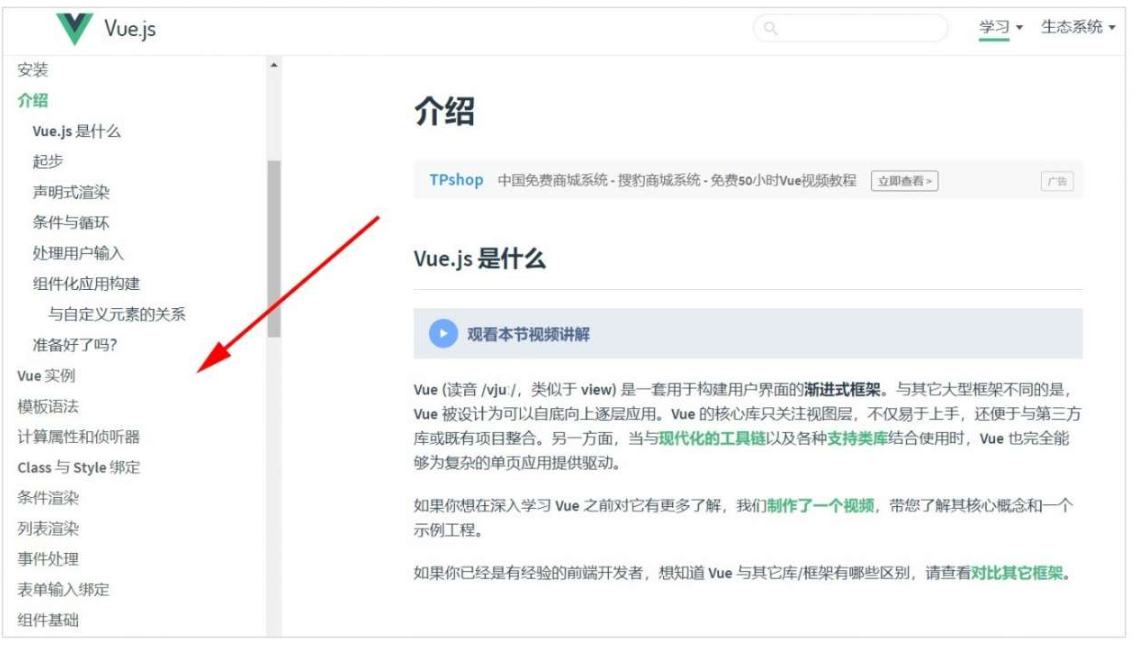 Vue.js
学习
生态系统
安装
介绍
Vue.js 是什么
起步
声明式渲染
条件与循环
处理用户输入
组件化应用构建
与自定义元素的关系
准备好了吗?
Vue 实例
模板语法
计算属性和侦听器
Class 与 Style 绑定
条件渲染
列表渲染
事件处理
表单输入绑定
组件基础
介绍
TPshop 中国免费商城系统 - 搜豹商城系统 - 免费50小时Vue视频教程 立即查看 > 广告
Vue.js 是什么
观看本节视频讲解
Vue (读音 /vjuː/，类似于 view) 是一套用于构建用户界面的渐进式框架。与其它大型框架不同的是，
Vue 被设计为可以自底向上逐层应用。Vue 的核心库只关注视图层，不仅易于上手，还便于与第三方
库或既有项目整合。另一方面，当与现代化的工具链以及各种支持类库结合使用时，Vue 也完全能
够为复杂的单页应用提供驱动。
如果你想在深入学习 Vue 之前对它有更多了解，我们制作了一个视频，带您了解其核心概念和一个
示例工程。
如果你已经是有经验的前端开发者，想知道 Vue 与其它库/框架有哪些区别，请查看对比其它框架。